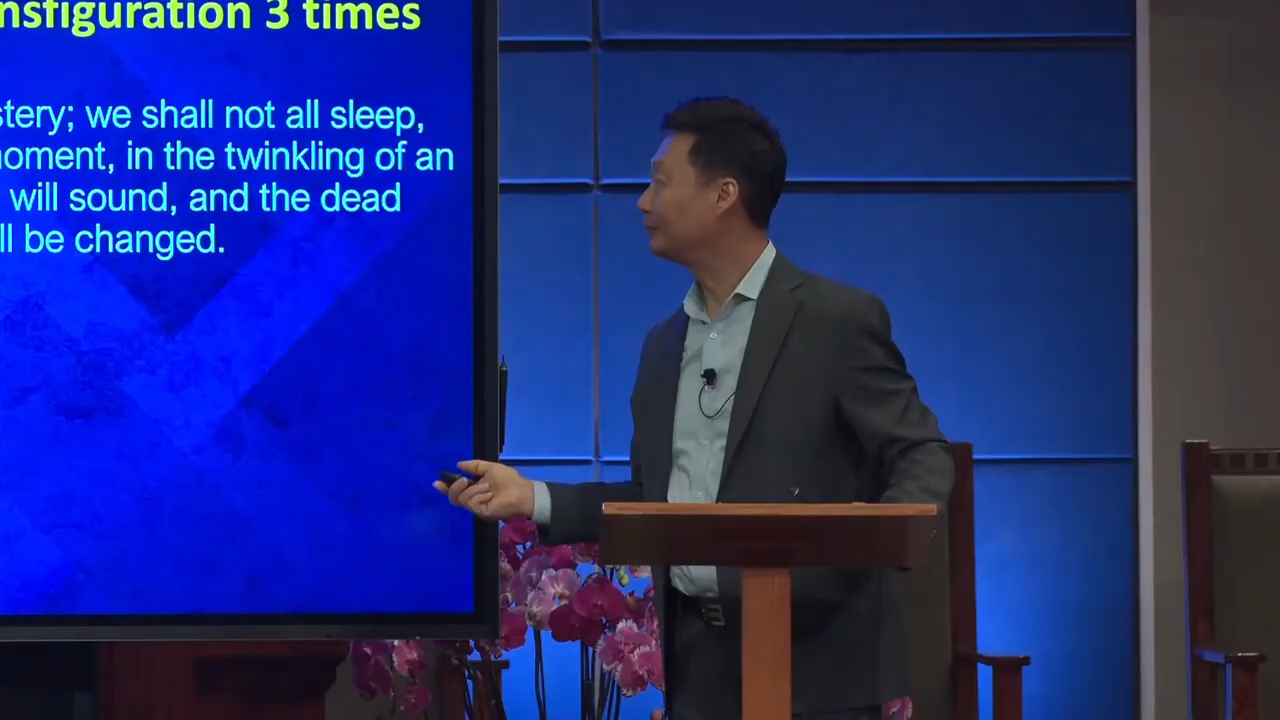 nsfiguration 3 times
stery; we shall not all sleep,
moment, in the twinkling of an
will sound, and the dead
ll be changed.